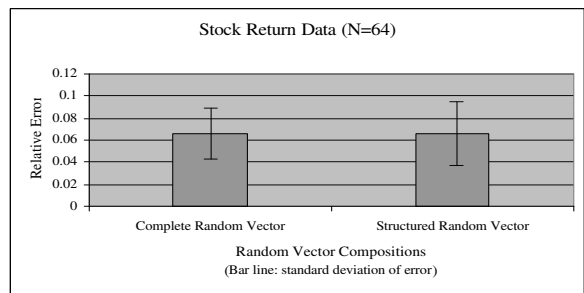 Stock Return Data (N=64)
0.12
0.1
0.08
0.06
0.04
0.02
0
Relative Error
Complete Random Vector Structured Random Vector
Random Vector Compositions
(Bar line: standard deviation of error)